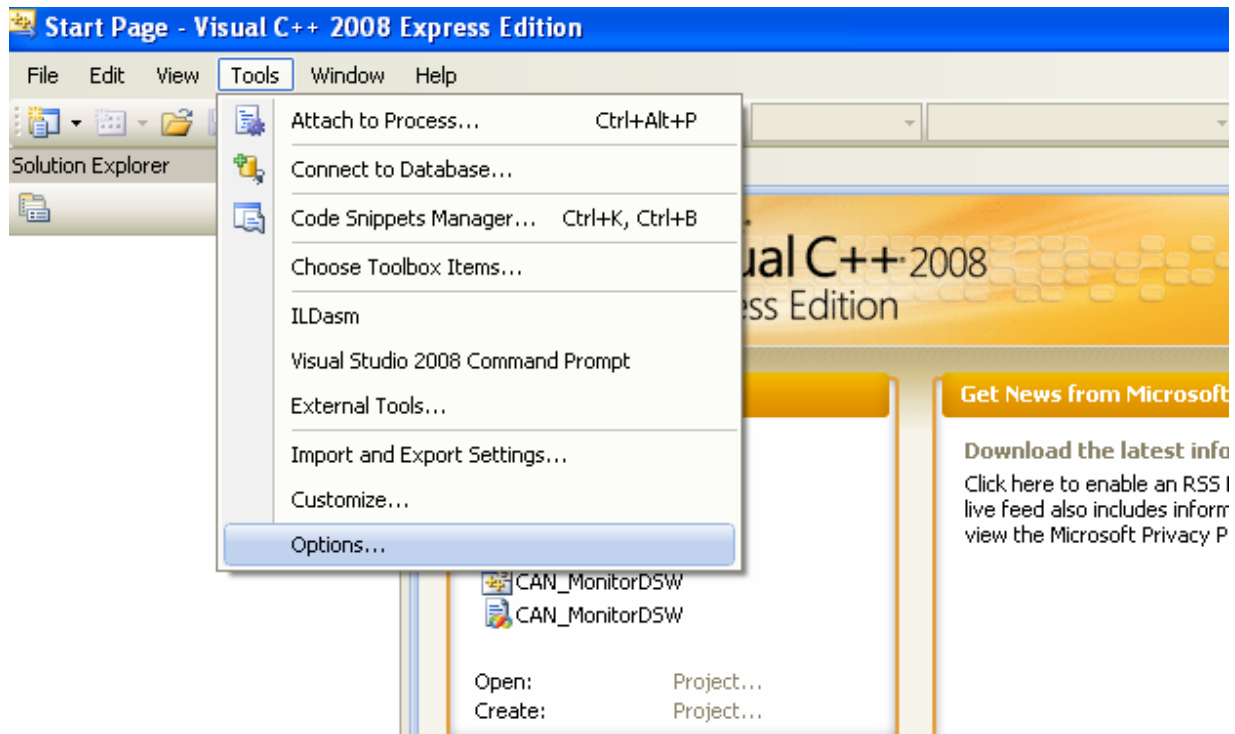 Start Page - Visual C++ 2008 Express Edition
File Edit View Tools Window Help
Solution Explorer
Attach to Process... Ctrl+Alt+P
Connect to Database...
Code Snippets Manager... Ctrl+K, Ctrl+B
Choose Toolbox Items...
ILDasm
Visual Studio 2008 Command Prompt
External Tools...
Import and Export Settings...
Customize...
Options...
ual C++ 2008
ess Edition
CAN_MonitorDSW
CAN_MonitorDSW
Open: Project...
Create: Project...
Get News from Microsoft
Download the latest info
Click here to enable an RSS
live feed also includes inform
view the Microsoft Privacy P